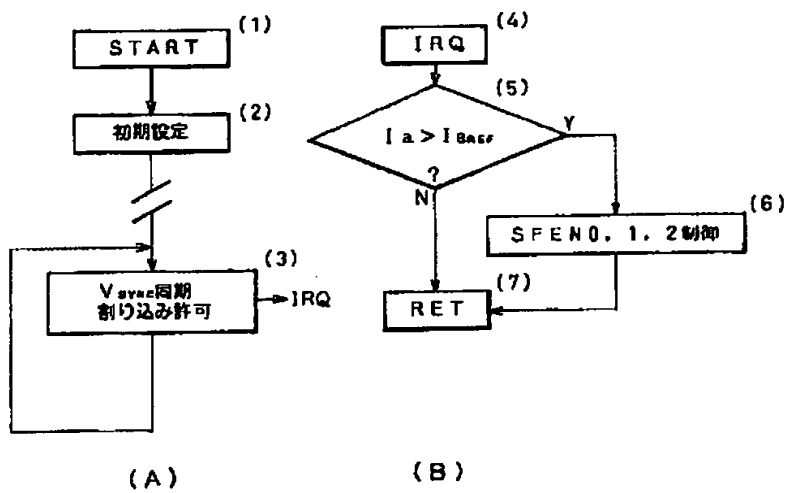 (1)
START
(2)
初期設定
(3)
VSYNC同期
割り込み許可
IRQ
(A)
(4)
IRQ
(5)
Ia>IBREF
?
Y
N
(6)
SFEN0,1,2制御
(7)
RET
(B)